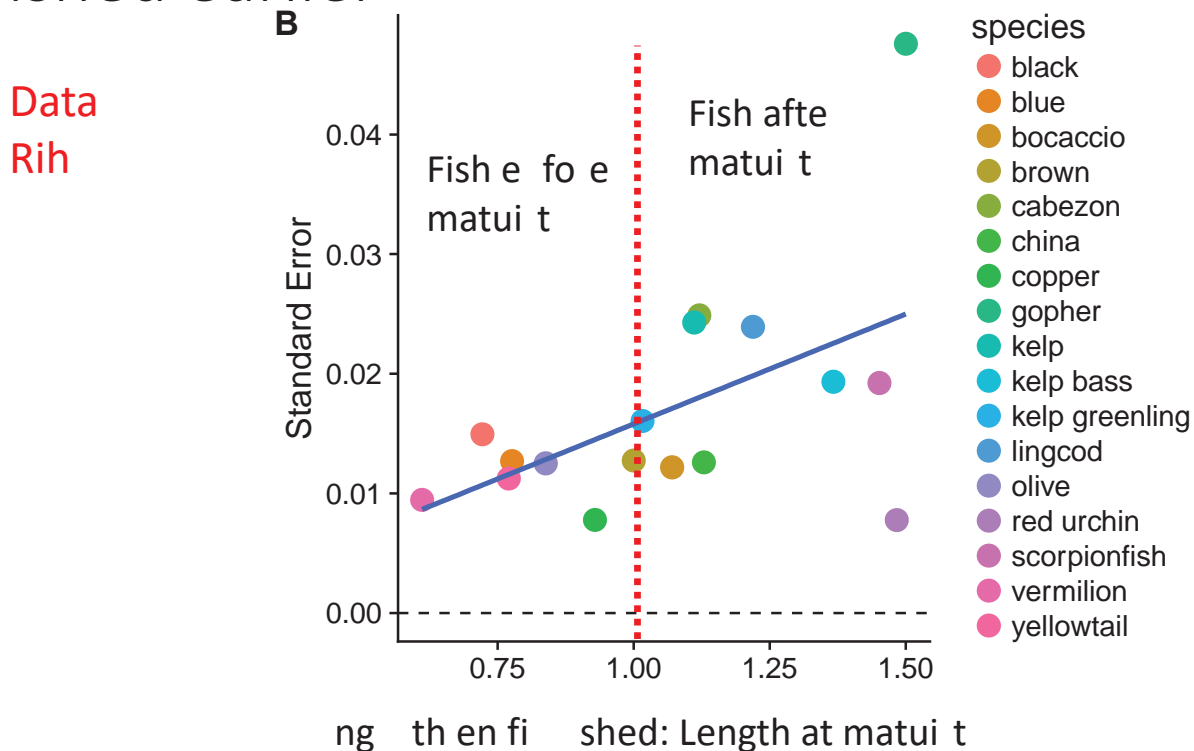 B
Data
Rih
Fish e fo e
matui t
Fish afte
matui t
Standard Error
0.04
0.03
0.02
0.01
0.00
0.75 1.00 1.25 1.50
ng th en fi shed: Length at matui t
species
black
blue
bocaccio
brown
cabezon
china
copper
gopher
kelp
kelp bass
kelp greenling
lingcod
olive
red urchin
scorpionfish
vermilion
yellowtail